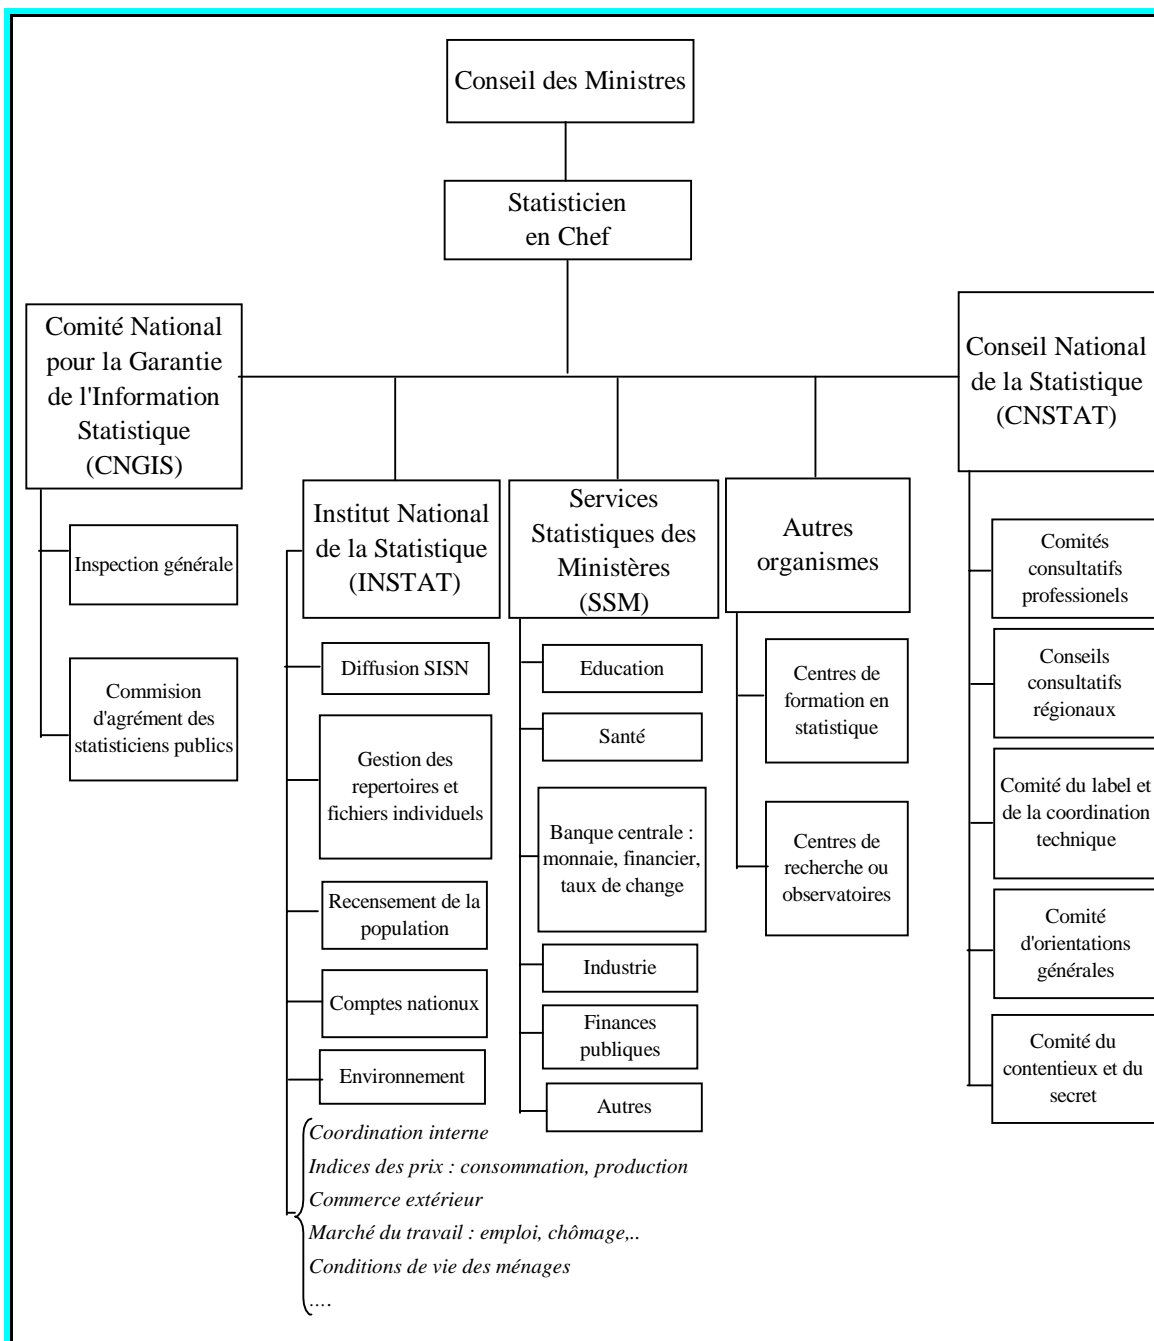 Conseil des Ministres
Statisticien
en Chef
Comité National
pour la Garantie
de l'Information
Statistique
(CNGIS)
Inspection générale
Commision
d'agrément des
statisticiens publics
Institut National
de la Statistique
(INSTAT)
Diffusion SISN
Gestion des
repertoires et
fichiers individuels
Recensement de la
population
Comptes nationux
Environnement
Coordination interne
Indices des prix : consommation, production
Commerce extérieur
Marché du travail : emploi, chômage,..
Conditions de vie des ménages
....
Services
Statistiques des
Ministères
(SSM)
Education
Santé
Banque centrale :
monnaie, financier,
taux de change
Industrie
Finances
publiques
Autres
Autres
organismes
Centres de
formation en
statistique
Centres de
recherche ou
observatoires
Conseil National
de la Statistique
(CNSTAT)
Comités
consultatifs
professionels
Conseils
consultatifs
régionaux
Comité du label et
de la coordination
technique
Comité
d'orientations
générales
Comité du
contentieux et du
secret